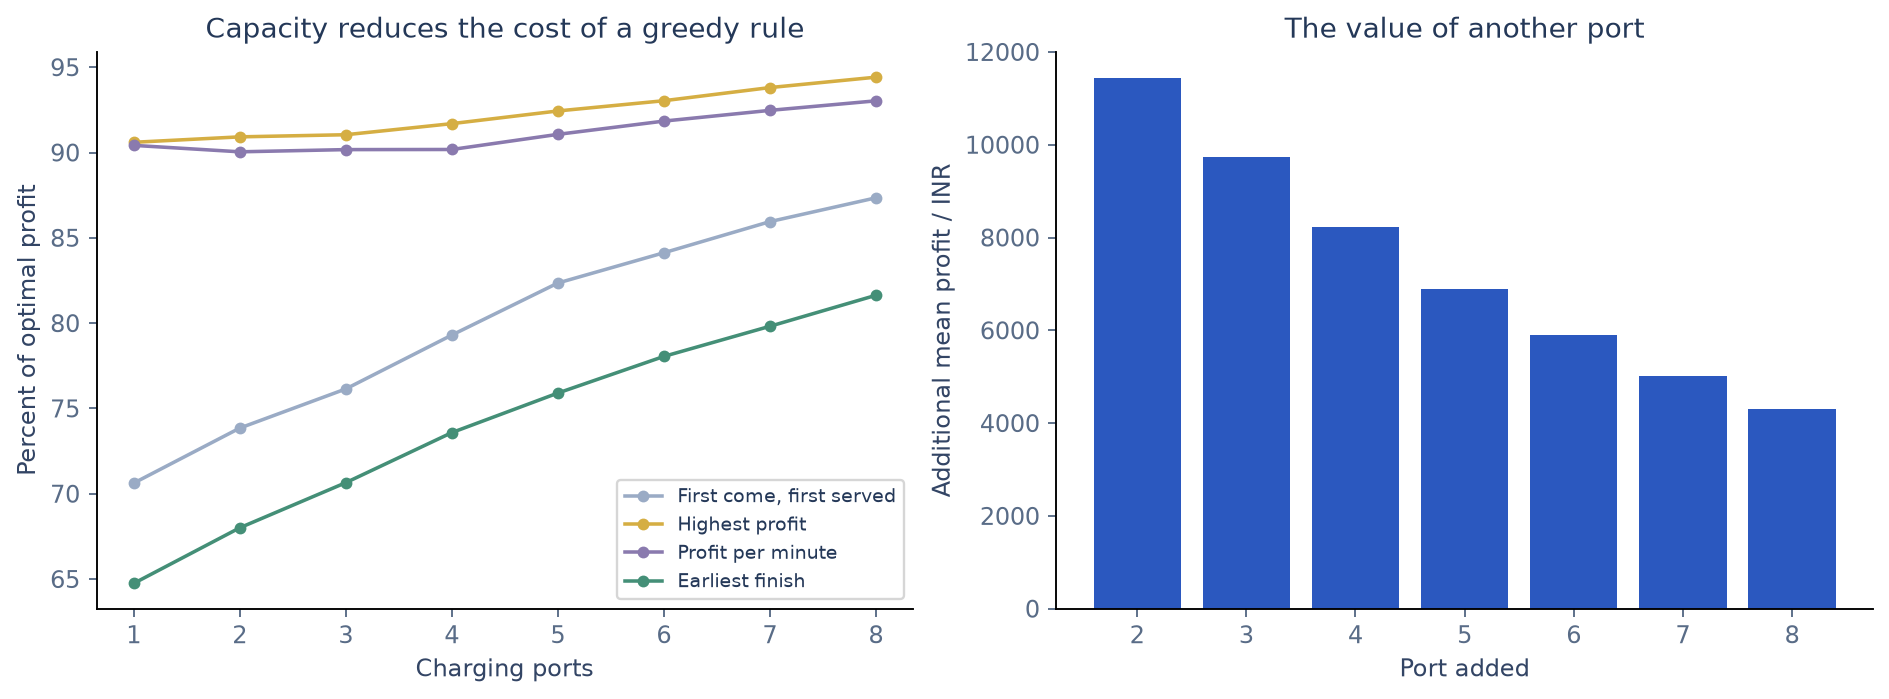 Capacity reduces the cost of a greedy rule
Percent of optimal profit
95
90
85
80
75
70
65
First come, first served
Highest profit
Profit per minute
Earliest finish
1 2 3 4 5 6 7 8
Charging ports
The value of another port
Additional mean profit / INR
12000
10000
8000
6000
4000
2000
0
2 3 4 5 6 7 8
Port added